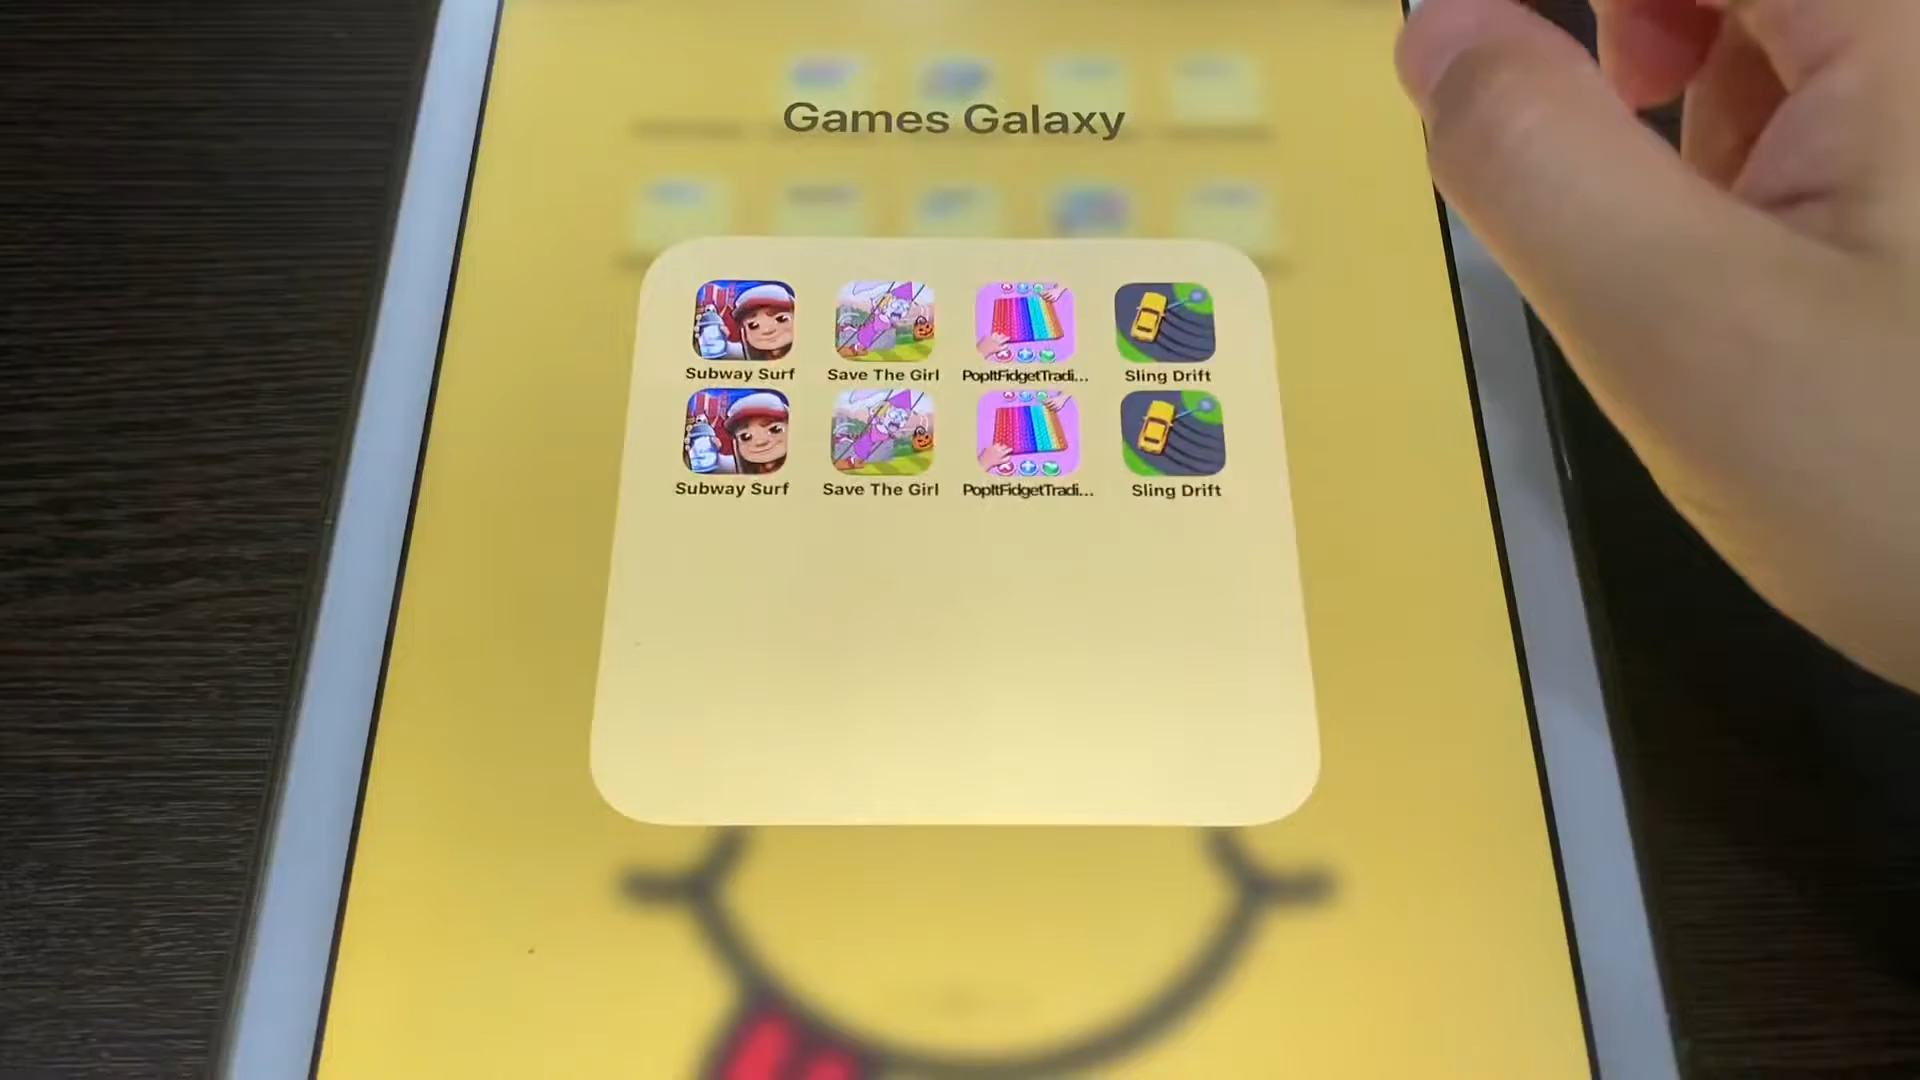 Games Galaxy
Subway Surf Save The Girl PopItFidgetTradi... Sling Drift
Subway Surf Save The Girl PopItFidgetTradi... Sling Drift